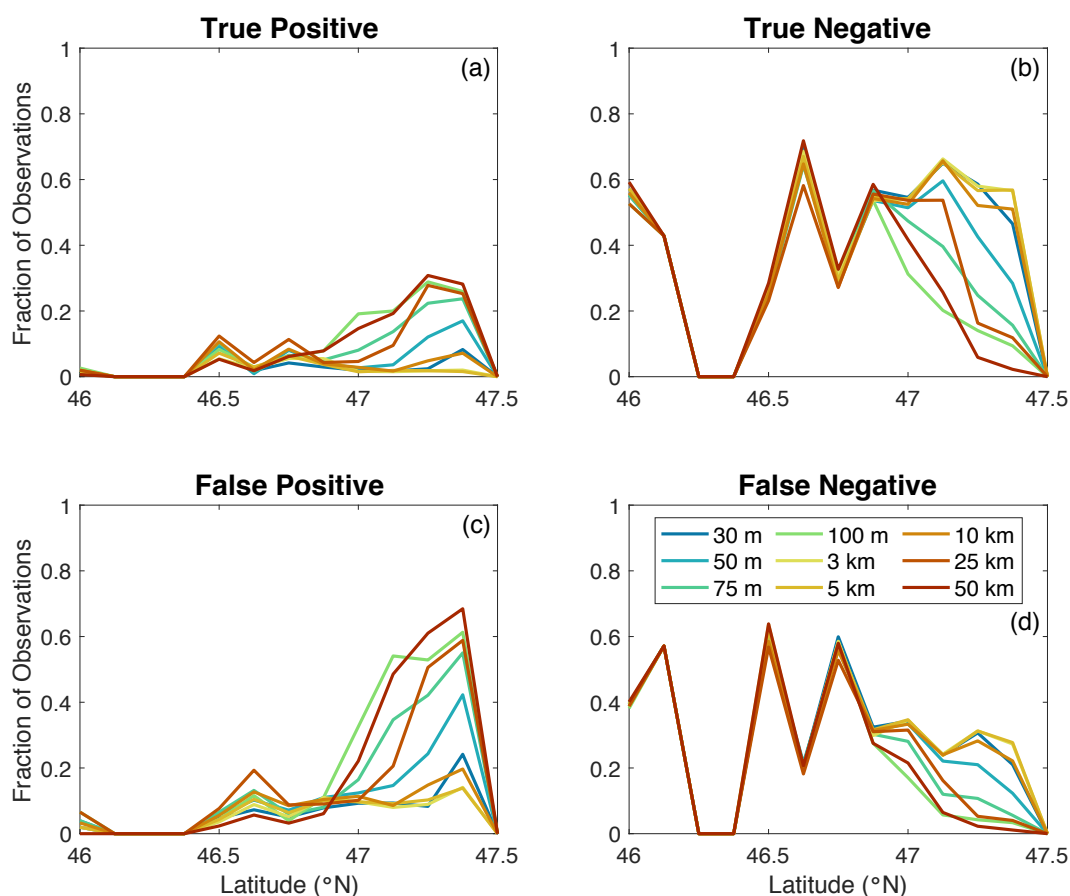 True Positive
(a)
Fraction of Observations
1
0.8
0.6
0.4
0.2
0
46
46.5
47
47.5
True Negative
(b)
1
0.8
0.6
0.4
0.2
0
46
46.5
47
47.5
False Positive
(c)
Fraction of Observations
1
0.8
0.6
0.4
0.2
0
46
46.5
47
47.5
Latitude (°N)
False Negative
30 m 100 m 10 km
50 m 3 km 25 km
75 m 5 km 50 km
(d)
1
0.8
0.6
0.4
0.2
0
46
46.5
47
47.5
Latitude (°N)